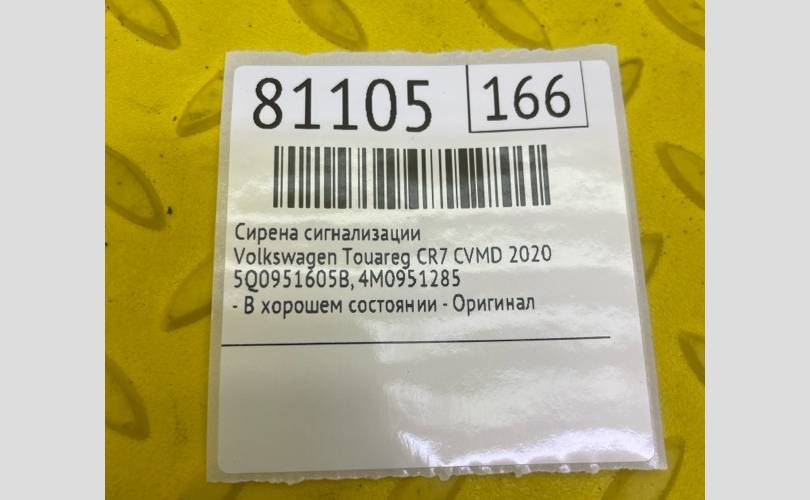 81105 166
Сирена сигнализации
Volkswagen Touareg CR7 CVMD 2020
5Q0951605B, 4M0951285
- В хорошем состоянии - Оригинал